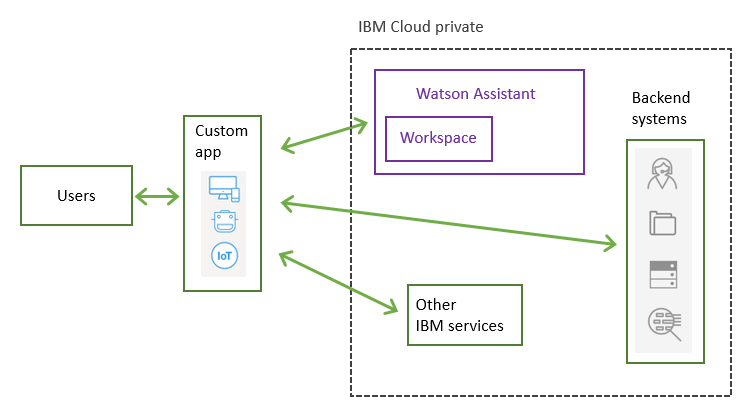 IBM Cloud private
Watson Assistant
Workspace
Backend
systems
Custom
app
IoT
Users
Other
IBM services